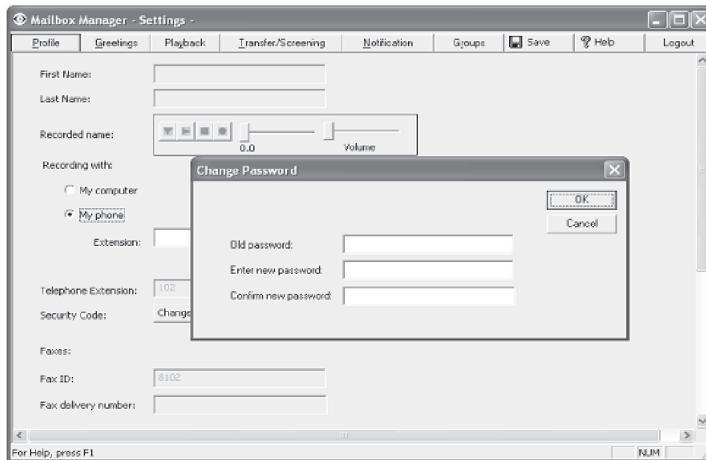 Mailbox Manager - Settings -
Profile Greetings Playback Transfer/Screening Notification Groups Save Help Logout
First Name:
Last Name:
Recorded name:
0.0 Volume
Recording with:
My computer
My phone
Extension:
Telephone Extension: 102
Security Code: Change
Faxes:
Fax ID: 8102
Fax delivery number:
Change Password
OK
Cancel
Old password:
Enter new password:
Confirm new password:
For Help, press F1 NUM